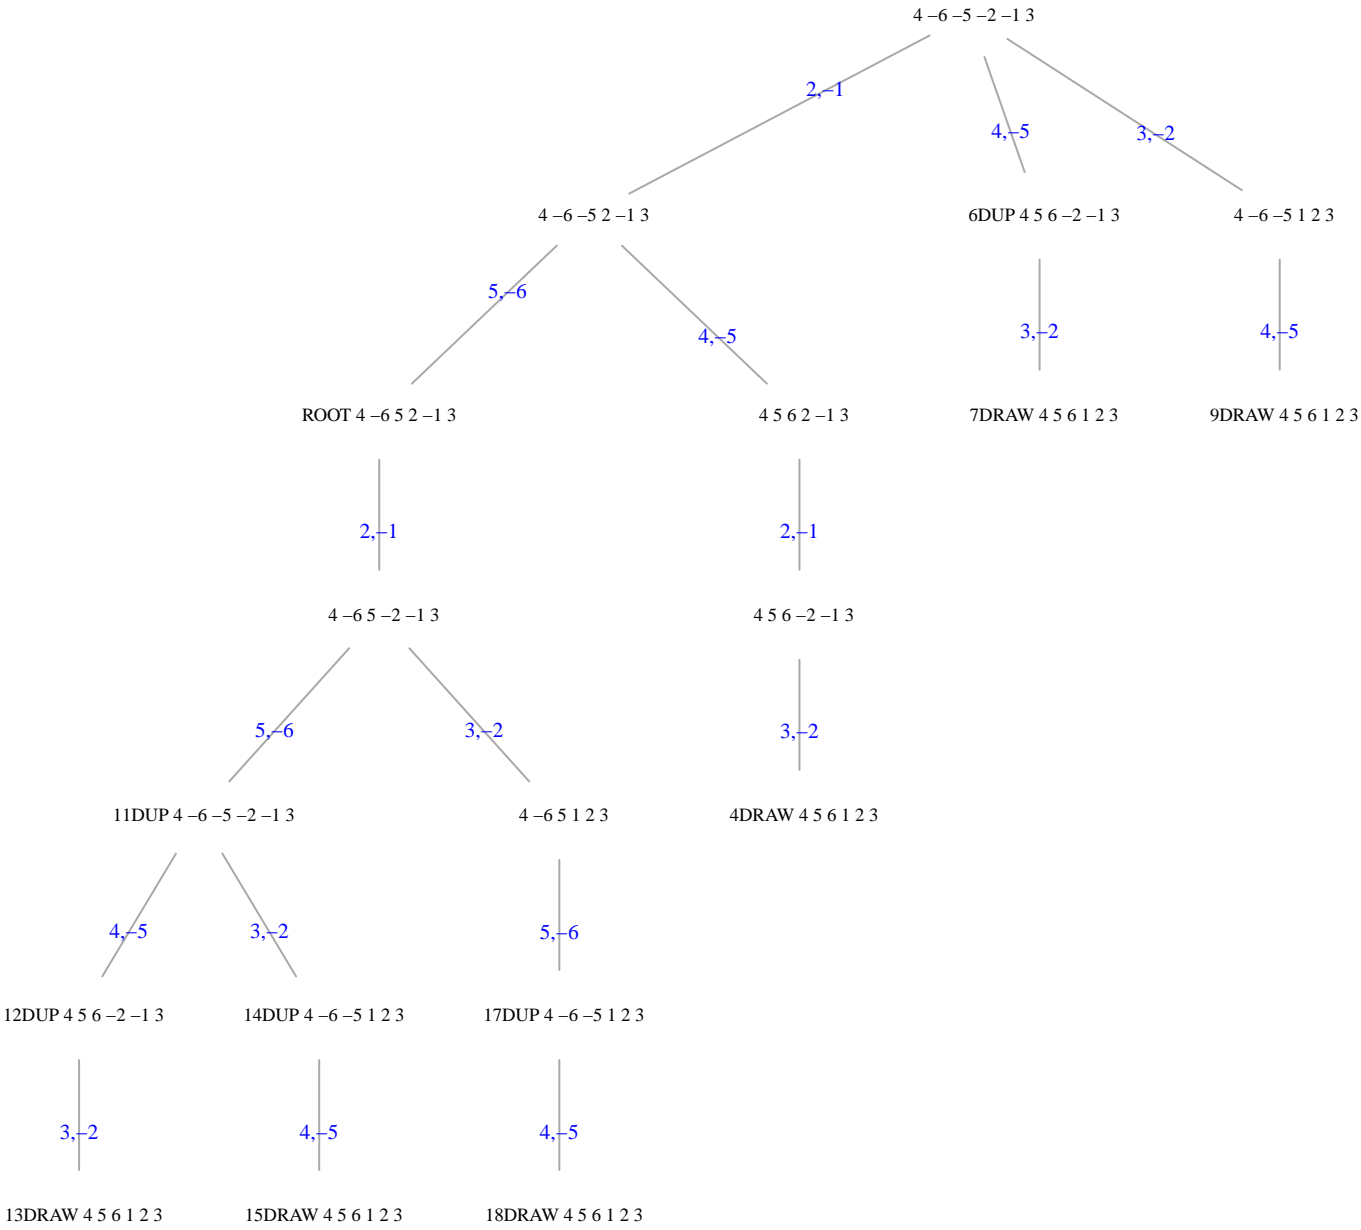 4 –6 –5 –2 –1 3
2,–1
4,–5
3,–2
4 –6 –5 2 –1 3
6DUP 4 5 6 –2 –1 3
4 –6 –5 1 2 3
5,–6
4,–5
3,–2
4,–5
ROOT 4 –6 5 2 –1 3
4 5 6 2 –1 3
7DRAW 4 5 6 1 2 3
9DRAW 4 5 6 1 2 3
2,–1
2,–1
4 –6 5 –2 –1 3
4 5 6 –2 –1 3
5,–6
3,–2
3,–2
11DUP 4 –6 –5 –2 –1 3
4 –6 5 1 2 3
4DRAW 4 5 6 1 2 3
4,–5
3,–2
5,–6
12DUP 4 5 6 –2 –1 3
14DUP 4 –6 –5 1 2 3
17DUP 4 –6 –5 1 2 3
3,–2
4,–5
4,–5
13DRAW 4 5 6 1 2 3
15DRAW 4 5 6 1 2 3
18DRAW 4 5 6 1 2 3